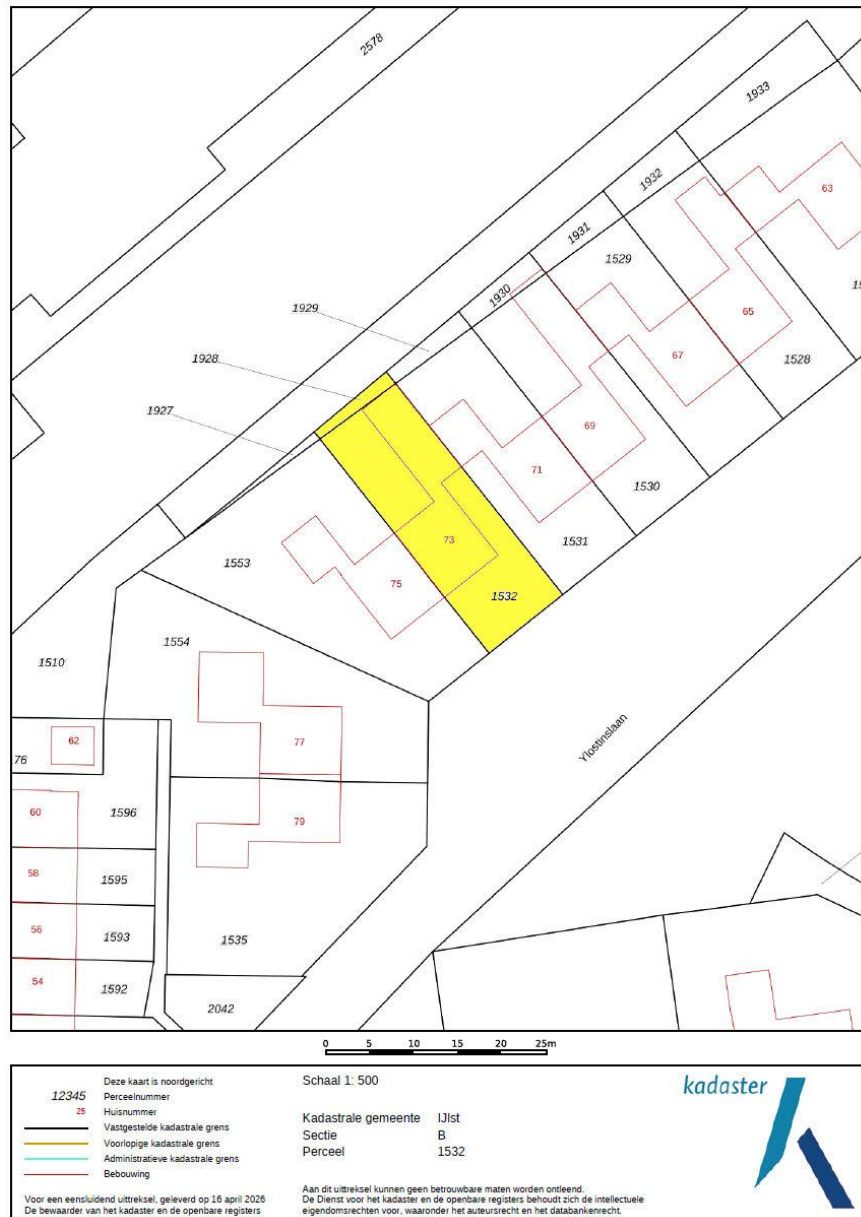 2578
1933
1932
63
1931
1529
1930
1929
65
15
1928
67
1528
1927
69
71
1530
73
1531
1553
75
1532
1554
1510
Ylostinslaan
62
77
76
60
1596
79
58
1595
56
1593
1535
54
1592
2042
0 5 10 15 20 25m
Deze kaart is noordgericht
12345 Perceelnummer
25 Huisnummer
Vastgestelde kadastrale grens
Voorlopige kadastrale grens
Administratieve kadastrale grens
Bebouwing
Voor een eensluidend uittreksel, geleverd op 16 april 2026
De bewaarder van het kadaster en de openbare registers
Schaal 1: 500
Kadastrale gemeente IJlst
Sectie B
Perceel 1532
Aan dit uittreksel kunnen geen betrouwbare maten worden ontleend.
De Dienst voor het kadaster en de openbare registers behoudt zich de intellectuele
eigendomsrechten voor, waaronder het auteursrecht en het databankenrecht.
kadaster